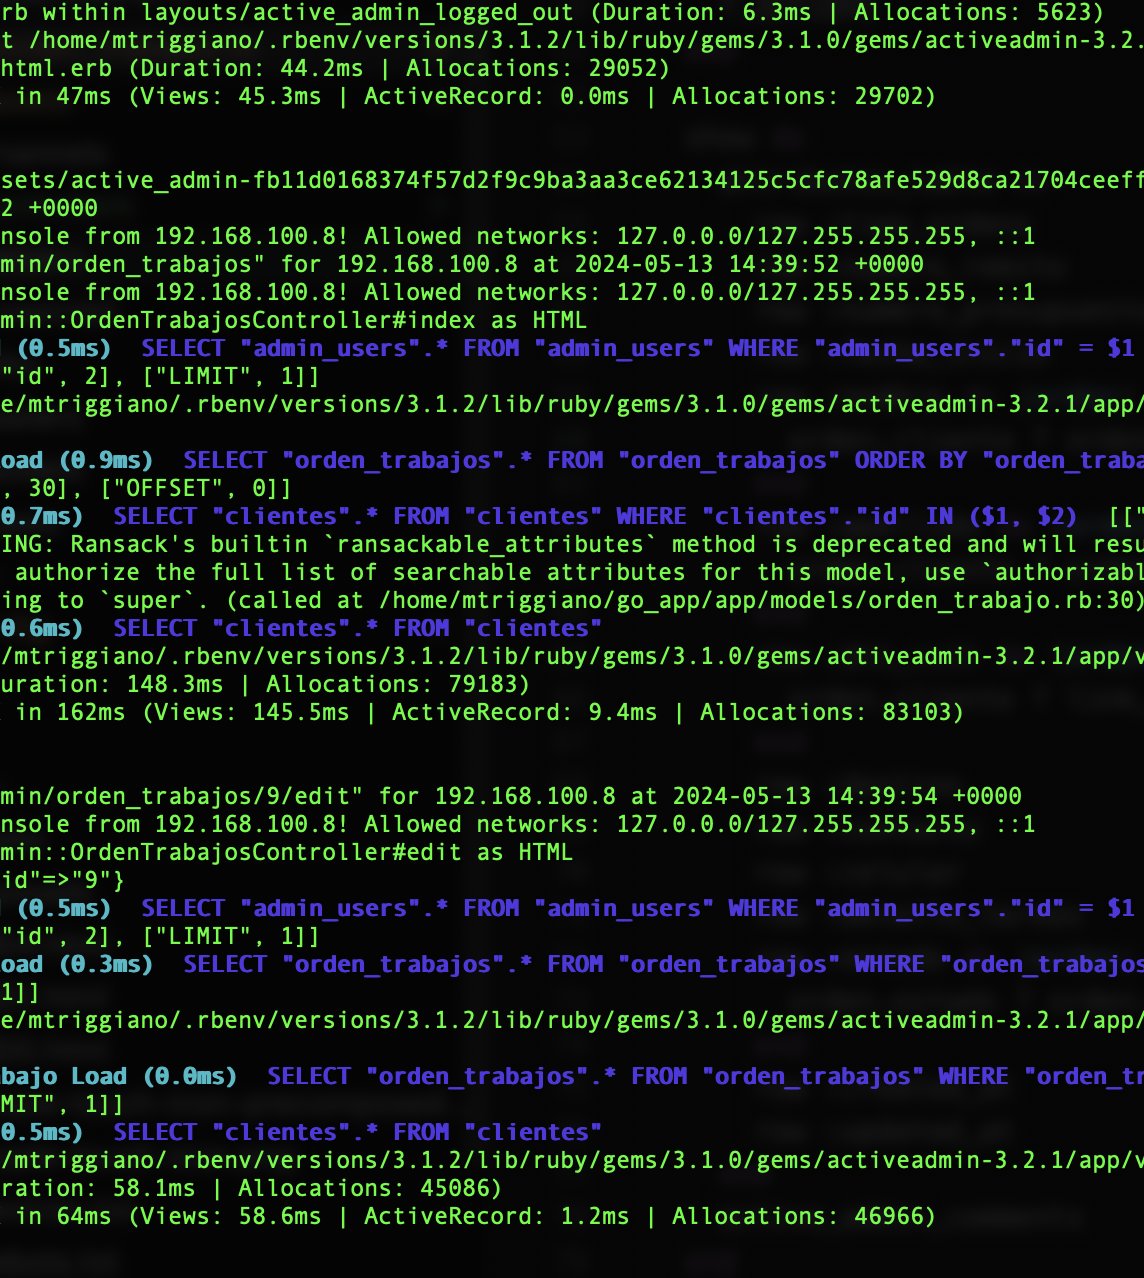 rb within layouts/active_admin_logged_out (Duration: 6.3ms | Allocations: 5623)
t /home/mtriggiano/.rbenv/versions/3.1.2/lib/ruby/gems/3.1.0/gems/activeadmin-3.2.
html.erb (Duration: 44.2ms | Allocations: 29052)
in 47ms (Views: 45.3ms | ActiveRecord: 0.0ms | Allocations: 29702)
sets/active_admin-fb11d0168374f57d2f9c9ba3aa3ce62134125c5cfc78afe529d8ca21704ceeff
2 +0000
nsole from 192.168.100.8! Allowed networks: 127.0.0.0/127.255.255.255, ::1
min/orden_trabajos" for 192.168.100.8 at 2024-05-13 14:39:52 +0000
nsole from 192.168.100.8! Allowed networks: 127.0.0.0/127.255.255.255, ::1
min::OrdenTrabajosController#index as HTML
(0.5ms)  SELECT "admin_users".* FROM "admin_users" WHERE "admin_users"."id" = $1
"id", 2], ["LIMIT", 1]]
e/mtriggiano/.rbenv/versions/3.1.2/lib/ruby/gems/3.1.0/gems/activeadmin-3.2.1/app/
oad (0.9ms)  SELECT "orden_trabajos".* FROM "orden_trabajos" ORDER BY "orden_traba
, 30], ["OFFSET", 0]]
0.7ms)  SELECT "clientes".* FROM "clientes" WHERE "clientes"."id" IN ($1, $2)  [["
ING: Ransack's builtin `ransackable_attributes` method is deprecated and will resu
authorize the full list of searchable attributes for this model, use `authorizabl
ing to `super`. (called at /home/mtriggiano/go_app/app/models/orden_trabajo.rb:30)
0.6ms)  SELECT "clientes".* FROM "clientes"
/mtriggiano/.rbenv/versions/3.1.2/lib/ruby/gems/3.1.0/gems/activeadmin-3.2.1/app/v
uration: 148.3ms | Allocations: 79183)
in 162ms (Views: 145.5ms | ActiveRecord: 9.4ms | Allocations: 83103)
min/orden_trabajos/9/edit" for 192.168.100.8 at 2024-05-13 14:39:54 +0000
nsole from 192.168.100.8! Allowed networks: 127.0.0.0/127.255.255.255, ::1
min::OrdenTrabajosController#edit as HTML
id"=>"9"}
(0.5ms)  SELECT "admin_users".* FROM "admin_users" WHERE "admin_users"."id" = $1
"id", 2], ["LIMIT", 1]]
oad (0.3ms)  SELECT "orden_trabajos".* FROM "orden_trabajos" WHERE "orden_trabajos
1]]
e/mtriggiano/.rbenv/versions/3.1.2/lib/ruby/gems/3.1.0/gems/activeadmin-3.2.1/app/
bajo Load (0.0ms)  SELECT "orden_trabajos".* FROM "orden_trabajos" WHERE "orden_tr
MIT", 1]]
0.5ms)  SELECT "clientes".* FROM "clientes"
/mtriggiano/.rbenv/versions/3.1.2/lib/ruby/gems/3.1.0/gems/activeadmin-3.2.1/app/v
ration: 58.1ms | Allocations: 45086)
in 64ms (Views: 58.6ms | ActiveRecord: 1.2ms | Allocations: 46966)